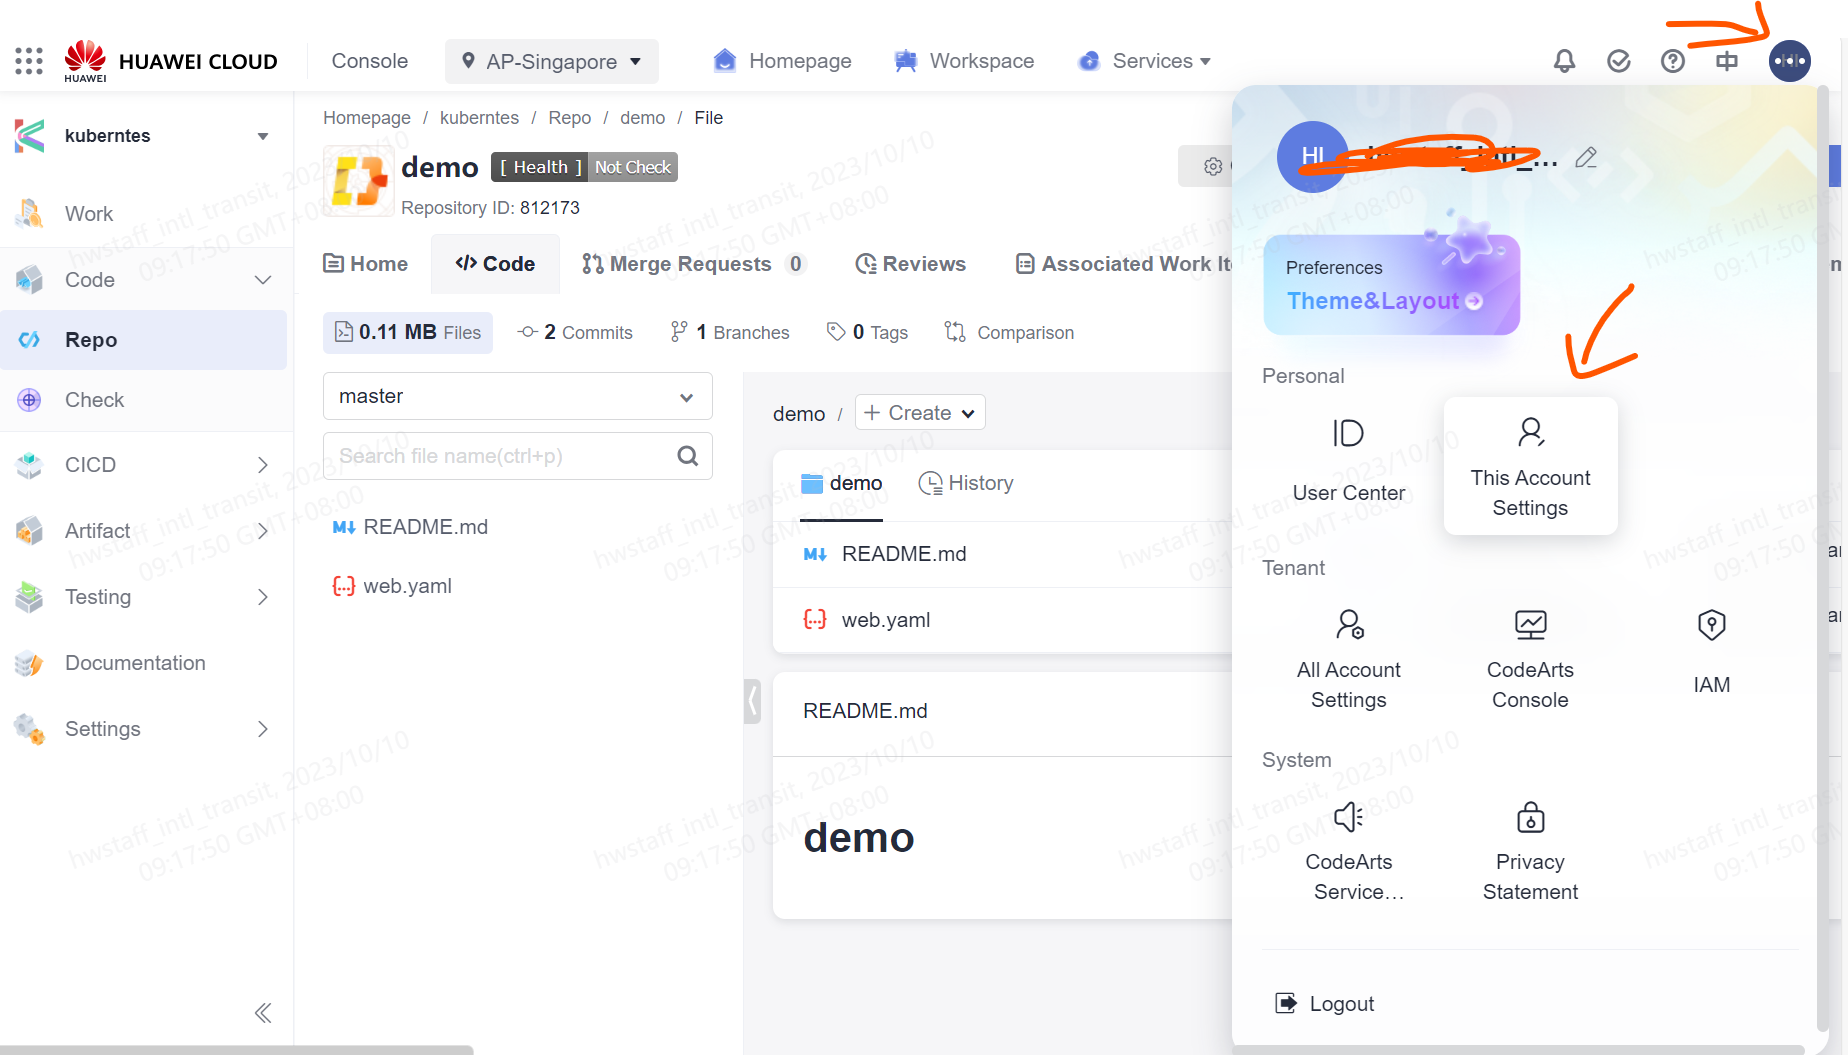 HUAWEI
HUAWEI CLOUD
Console
AP-Singapore
Homepage
Workspace
Services
kuberntes
Work
Code
Repo
Check
CICD
Artifact
Testing
Documentation
Settings
Homepage / kuberntes / Repo / demo / File
demo [ Health ] Not Check
Repository ID: 812173
Home
Code
Merge Requests 0
Reviews
Associated Work Ite
0.11 MB Files
2 Commits
1 Branches
0 Tags
Comparison
master
Search file name(ctrl+p)
README.md
web.yaml
demo /
Create
demo
History
README.md
web.yaml
README.md
demo
HI
Preferences
Theme&Layout
Personal
User Center
This Account
Settings
Tenant
All Account
Settings
CodeArts
Console
IAM
System
CodeArts
Service...
Privacy
Statement
Logout
hwstaff_intl_transit, 2023/10/10
09:17:50 GMT+08:00